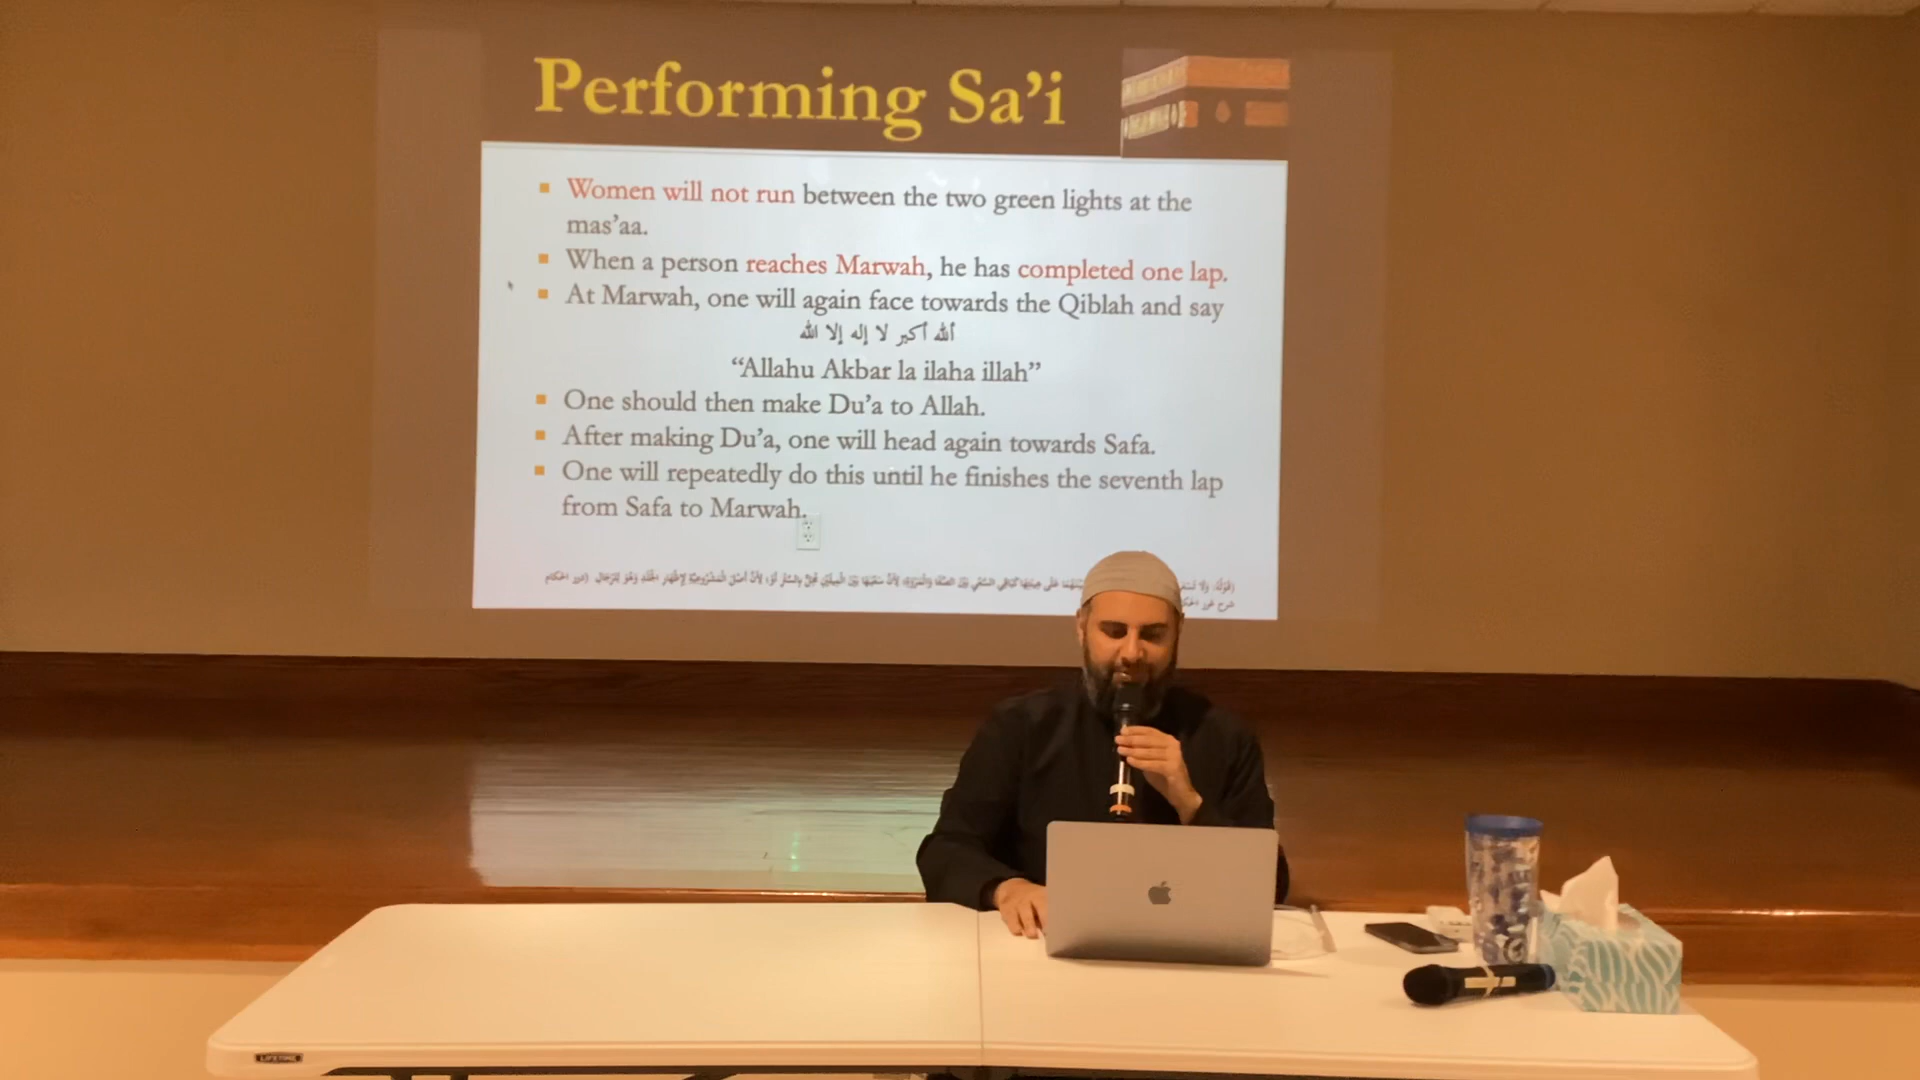 Performing Sa’i
Women will not run between the two green lights at the
mas’aa.
When a person reaches Marwah, he has completed one lap.
At Marwah, one will again face towards the Qiblah and say
الله أكبر لا إله إلا الله
“Allahu Akbar la ilaha illah”
One should then make Du’a to Allah.
After making Du’a, one will head again towards Safa.
One will repeatedly do this until he finishes the seventh lap
from Safa to Marwah.
LIFETIME